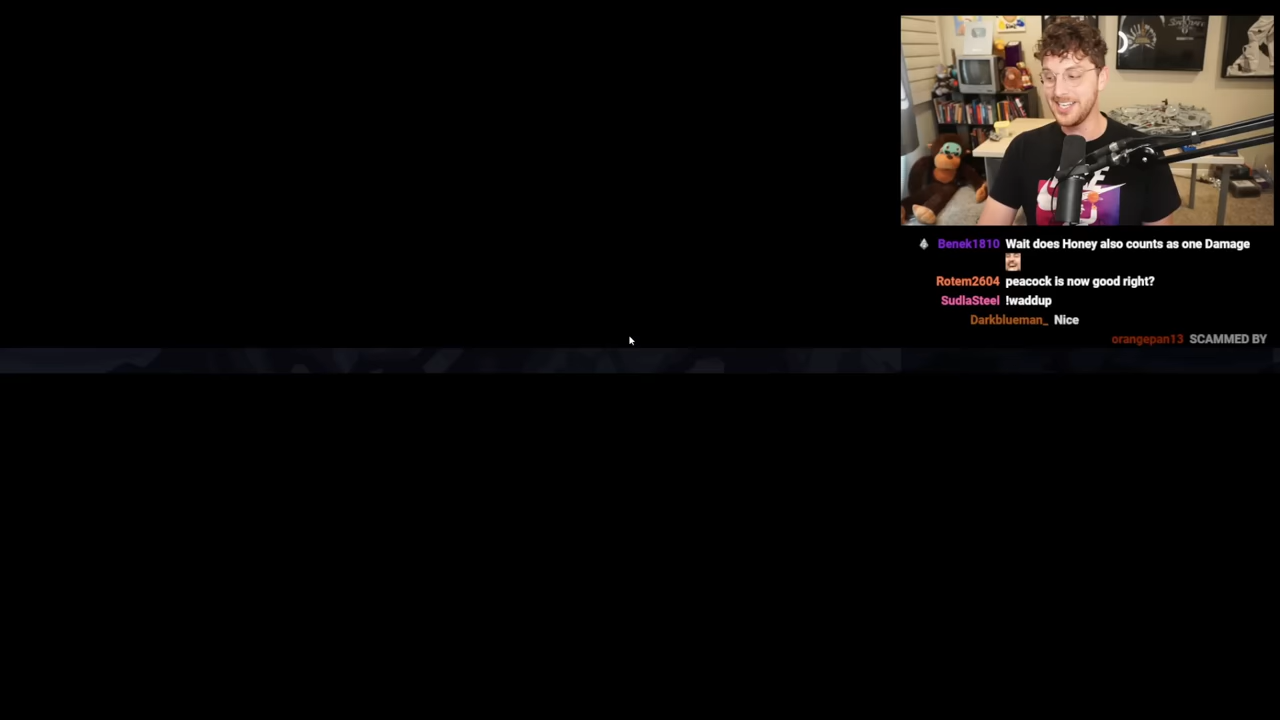 Benek1810 Wait does Honey also counts as one Damage
Rotem2604 peacock is now good right?
SudlaSteel !waddup
Darkblueman_ Nice
orangepan13 SCAMMED BY